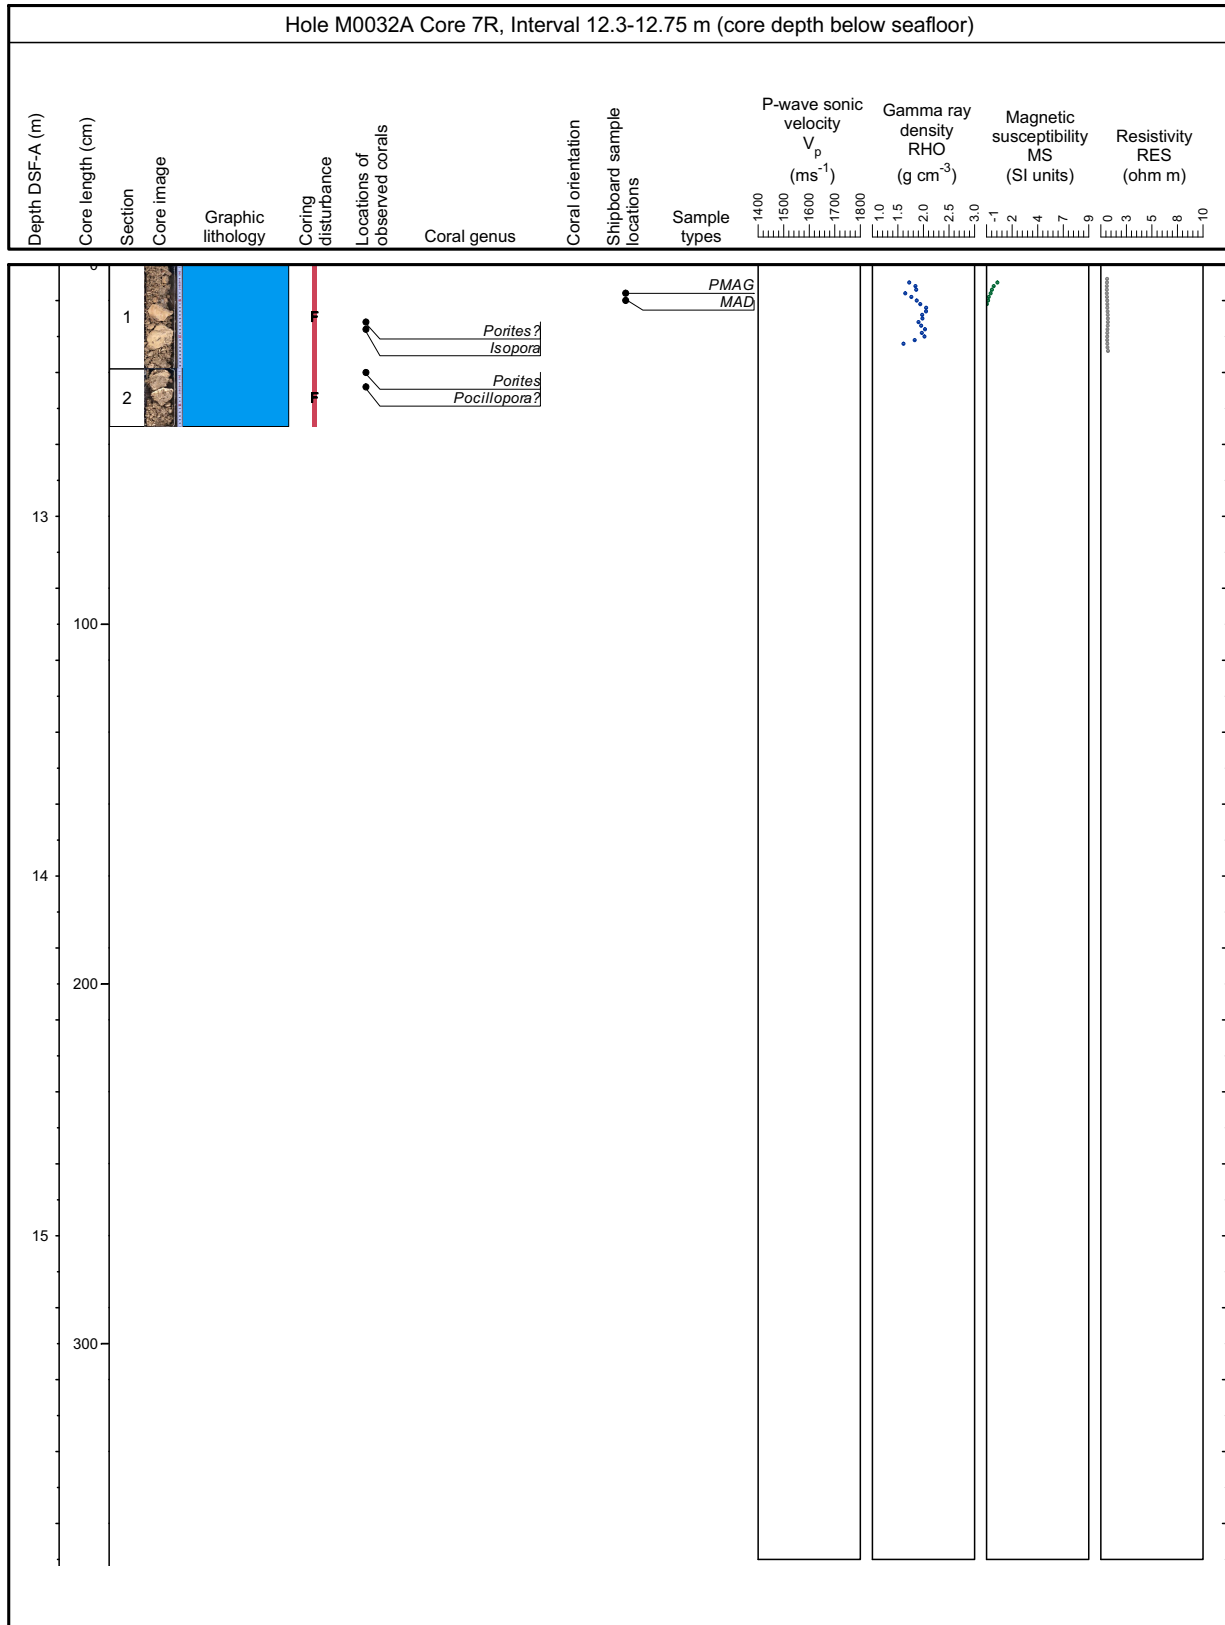 Hole M0032A Core 7R, Interval 12.3-12.75 m (core depth below seafloor)
Depth DSF-A (m)
Core length (cm)
Section
Core image
Graphic
lithology
Coring
disturbance
Locations of
observed corals
Coral genus
Coral orientation
Shipboard sample
locations
Sample
types
P-wave sonic
velocity
Vp
(ms-1)
1400 1500 1600 1700 1800
Gamma ray
density
RHO
(g cm-3)
1.0 1.5 2.0 2.5 3.0
Magnetic
susceptibility
MS
(SI units)
-1 2 4 7 9
Resistivity
RES
(ohm m)
0 3 5 8 10
0
1
F
Porites?
Isopora
PMAG
MAD
2
F
Porites
Pocillopora?
13
100
14
200
15
300